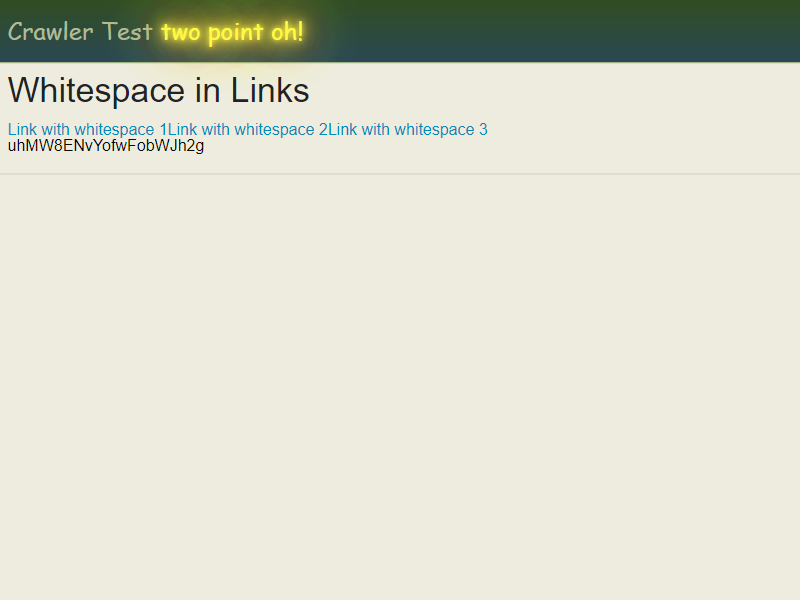 Crawler Test two point oh!
Whitespace in Links
Link with whitespace 1Link with whitespace 2Link with whitespace 3
uhMW8ENvYofwFobWJh2g